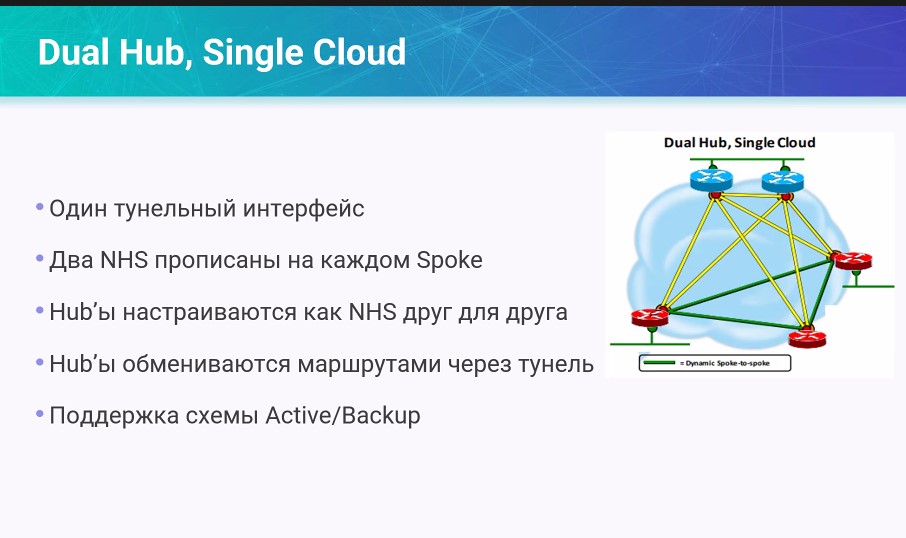 Dual Hub, Single Cloud
Dual Hub, Single Cloud
• Один тунельный интерфейс
• Два NHS прописаны на каждом Spoke
• Hub’ы настраиваются как NHS друг для друга
• Hub’ы обмениваются маршрутами через тунель
= Dynamic Spoke-to-spoke
• Поддержка схемы Active/Backup